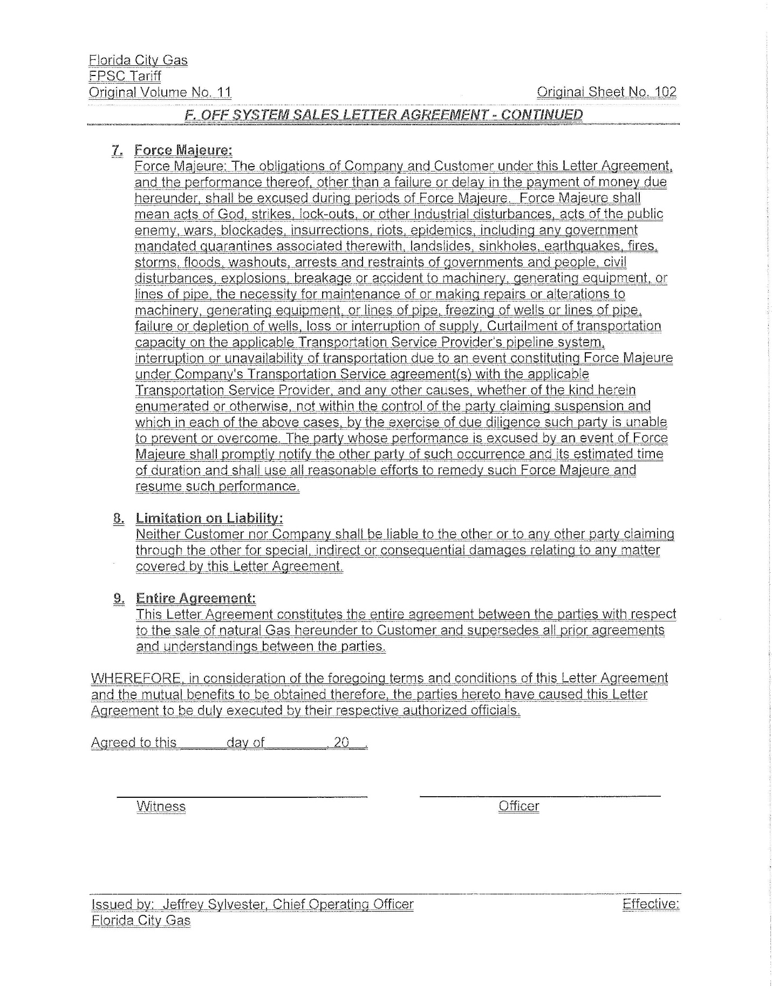 Florida City Gas
FPSC Tariff
Original Volume No. 11 Original Sheet No. 102
F. OFF SYSTEM SALES LETTER AGREEMENT - CONTINUED
7. Force Majeure:
Force Majeure: The obligations of Company and Customer under this Letter Agreement,
and the performance thereof, other than a failure or delay in the payment of money due
hereunder, shall be excused during periods of Force Majeure. Force Majeure shall
mean acts of God, strikes, lock-outs, or other Industrial disturbances, acts of the public
enemy, wars, blockades, insurrections, riots, epidemics, including any government
mandated quarantines associated therewith, landslides, sinkholes, earthquakes, fires,
storms, floods, washouts, arrests and restraints of governments and people, civil
disturbances, explosions, breakage or accident to machinery, generating equipment, or
lines of pipe, the necessity for maintenance of or making repairs or alterations to
machinery, generating equipment, or lines of pipe, freezing of wells or lines of pipe,
failure or depletion of wells, loss or interruption of supply, Curtailment of transportation
capacity on the applicable Transportation Service Provider's pipeline system,
interruption or unavailability of transportation due to an event constituting Force Majeure
under Company's Transportation Service agreement(s) with the applicable
Transportation Service Provider, and any other causes, whether of the kind herein
enumerated or otherwise, not within the control of the party claiming suspension and
which in each of the above cases, by the exercise of due diligence such party is unable
to prevent or overcome. The party whose performance is excused by an event of Force
Majeure shall promptly notify the other party of such occurrence and its estimated time
of duration and shall use all reasonable efforts to remedy such Force Majeure and
resume such performance.
8. Limitation on Liability:
Neither Customer nor Company shall be liable to the other or to any other party claiming
through the other for special, indirect or consequential damages relating to any matter
covered by this Letter Agreement.
9. Entire Agreement:
This Letter Agreement constitutes the entire agreement between the parties with respect
to the sale of natural Gas hereunder to Customer and supersedes all prior agreements
and understandings between the parties.
WHEREFORE, in consideration of the foregoing terms and conditions of this Letter Agreement
and the mutual benefits to be obtained therefore, the parties hereto have caused this Letter
Agreement to be duly executed by their respective authorized officials.
Agreed to this ______ day of ________, 20__.
Witness Officer
Issued by: Jeffrey Sylvester, Chief Operating Officer Effective:
Florida City Gas